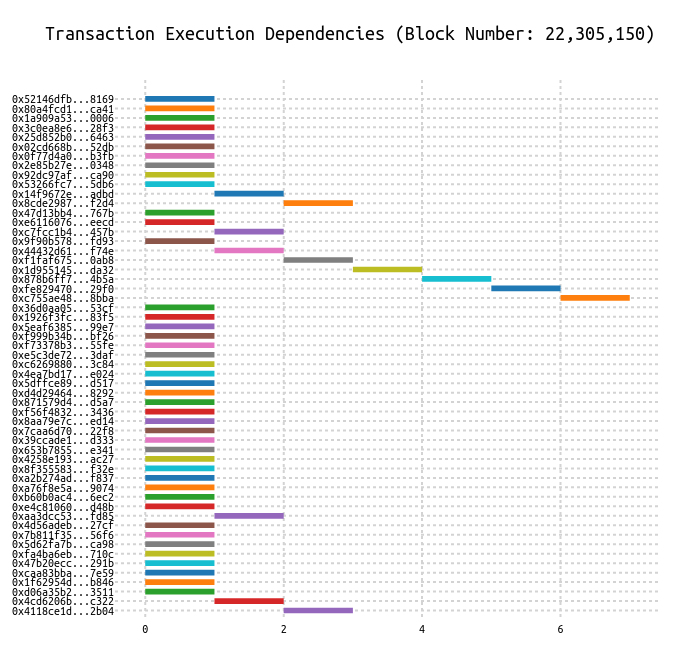 Transaction Execution Dependencies (Block Number: 22,305,150)
0x52146dfb...8169
0x80a4fcd1...ca41
0x1a909a53...0006
0x3c0ea8e6...28f3
0x25d852b0...6463
0x02cd668b...52db
0x0f77d4a0...b3fb
0x2e85b27e...0348
0x92dc97af...ca90
0x53266fc7...5db6
0x14f9672e...adbd
0x8cde2987...f2d4
0x47d13bb4...767b
0xe6116076...eecd
0xc7fcc1b4...457b
0x9f90b578...fd93
0x44432d61...f74e
0xf1faf675...0ab8
0x1d955145...da32
0x878b6ff7...4b5a
0xfe829470...29f0
0xc755ae48...8bba
0x36d0aa05...53cf
0x1926f3fc...83f5
0x5eaf6385...99e7
0xf999b34b...bf26
0xf73378b3...55fe
0xe5c3de72...3daf
0xc6269880...3c84
0x4ea7bd17...e024
0x5dffce89...d517
0xd4d29464...8292
0x871579d4...d5a7
0xf56f4832...3436
0x8aa79e7c...ed14
0x7caa6d70...22f8
0x39ccade1...d333
0x653b7855...e341
0x4258e193...ac27
0x8f355583...f32e
0xa2b274ad...f837
0xa76f8e5a...9074
0xb60b0ac4...6ec2
0xe4c81060...d48b
0xaa3dcc53...fd85
0x4d56adeb...27cf
0x7b811f35...56f6
0x5d62fa7b...ca98
0xfa4ba6eb...710c
0x47b20ecc...291b
0xcaa83bba...7e59
0x1f62954d...b846
0xd06a35b2...3511
0x4cd6206b...c322
0x4118ce1d...2b04
0 2 4 6